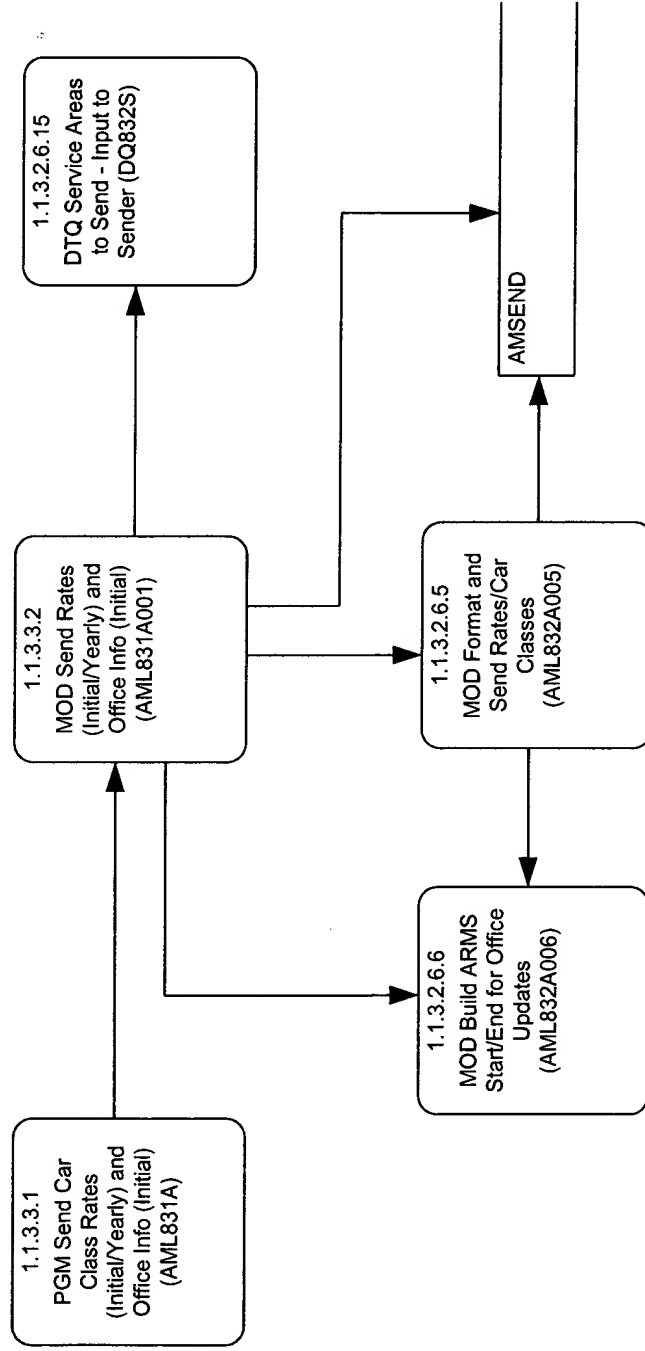 1.1.3.3.1
PGM Send Car
Class Rates
(Initial/Yearly) and
Office Info (Initial)
(AML831A)
1.1.3.3.2
MOD Send Rates
(Initial/Yearly) and
Office Info (Initial)
(AML831A001)
1.1.3.2.6.15
DTQ Service Areas
to Send - Input to
Sender (DQ832S)
1.1.3.2.6.6
MOD Build ARMS
Start/End for Office
Updates
(AML832A006)
1.1.3.2.6.5
MOD Format and
Send Rates/Car
Classes
(AML832A005)
AMSEND